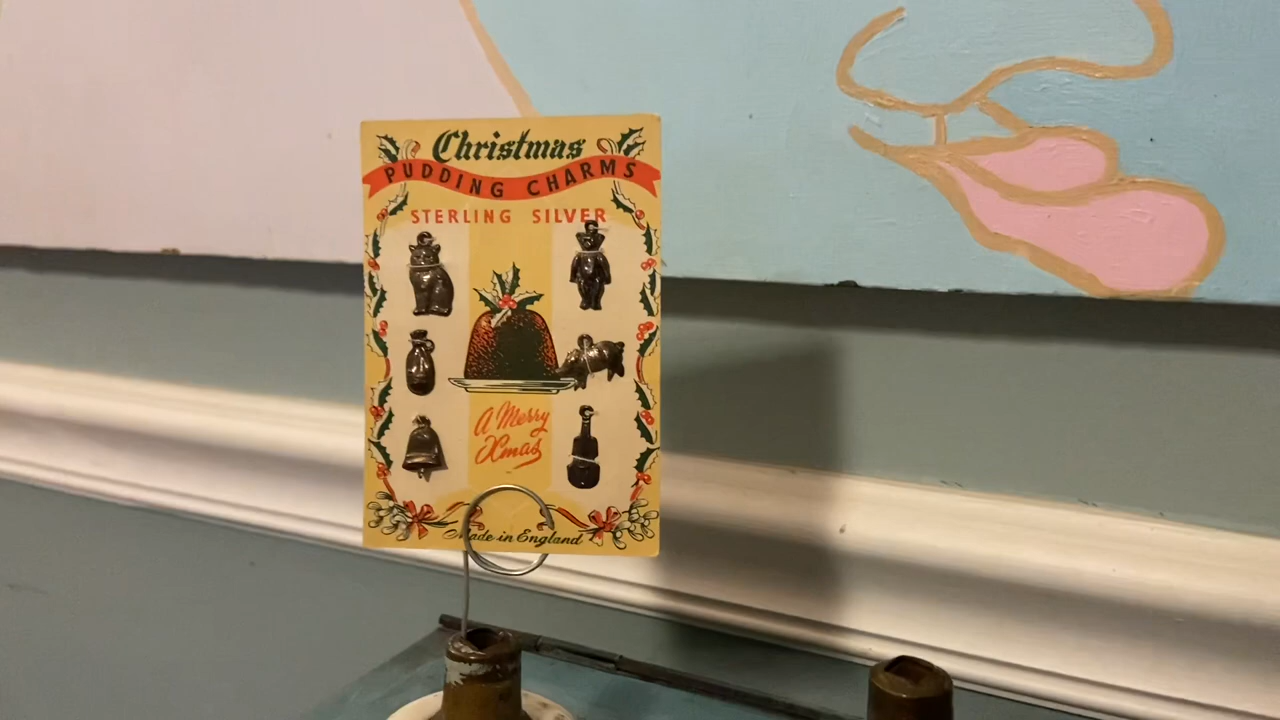 Christmas
PUDDING CHARMS
STERLING SILVER
A Merry
Xmas
Made in England